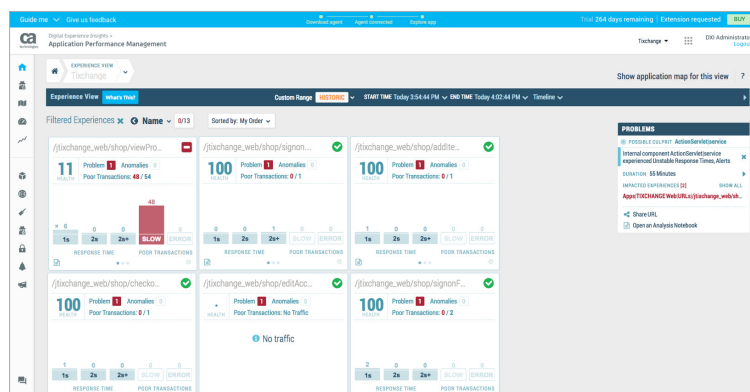 Guide me Give us feedback
Download agent Agent connected Explore app
Trial 264 days remaining Extension requested BUY
ca technologies
Digital Experience Insights
Application Performance Management
Tixchange
DXI Administrato
Logou
EXPERIENCE VIEW
Tixchange
Show application map for this view ?
Experience View What's This?
Custom Range HISTORIC START TIME Today 3:54:44 PM END TIME Today 4:02:44 PM Timeline
Filtered Experiences Name 0/13 Sorted by: My Order
/jtixchange_web/shop/viewPro...
11
HEALTH
Problem 1 Anomalies 0
Poor Transactions: 48 / 54
48
6 0 0
1s 2s 2s+ SLOW ERROR
RESPONSE TIME POOR TRANSACTIONS
/jtixchange_web/shop/signon....
100
HEALTH
Problem 1 Anomalies 0
Poor Transactions: 0 / 1
0 0 1 0 0
1s 2s 2s+ SLOW ERROR
RESPONSE TIME POOR TRANSACTIONS
/jtixchange_web/shop/addIte...
100
HEALTH
Problem 1 Anomalies 0
Poor Transactions: 0 / 1
1 0 0 0 0
1s 2s 2s+ SLOW ERROR
RESPONSE TIME POOR TRANSACTIONS
/jtixchange_web/shop/checko...
100
HEALTH
Problem 1 Anomalies 0
Poor Transactions: 0 / 1
1 0 0 0 0
1s 2s 2s+ SLOW ERROR
RESPONSE TIME POOR TRANSACTIONS
/jtixchange_web/shop/editAcc...
HEALTH
Problem 1 Anomalies 0
Poor Transactions: No Traffic
No traffic
/jtixchange_web/shop/signonF...
100
HEALTH
Problem 1 Anomalies 0
Poor Transactions: 0 / 2
2 0 0 0 0
1s 2s 2s+ SLOW ERROR
RESPONSE TIME POOR TRANSACTIONS
PROBLEMS
POSSIBLE CULPRIT ActionServlet|service
Internal component ActionServlet|service
experienced Unstable Response Times, Alerts
DURATION 55 Minutes
IMPACTED EXPERIENCES [3] SHOW ALL
Apps|TIXCHANGE Web|URLs|/jtixchange_web/sh...
Share URL
Open an Analysis Notebook